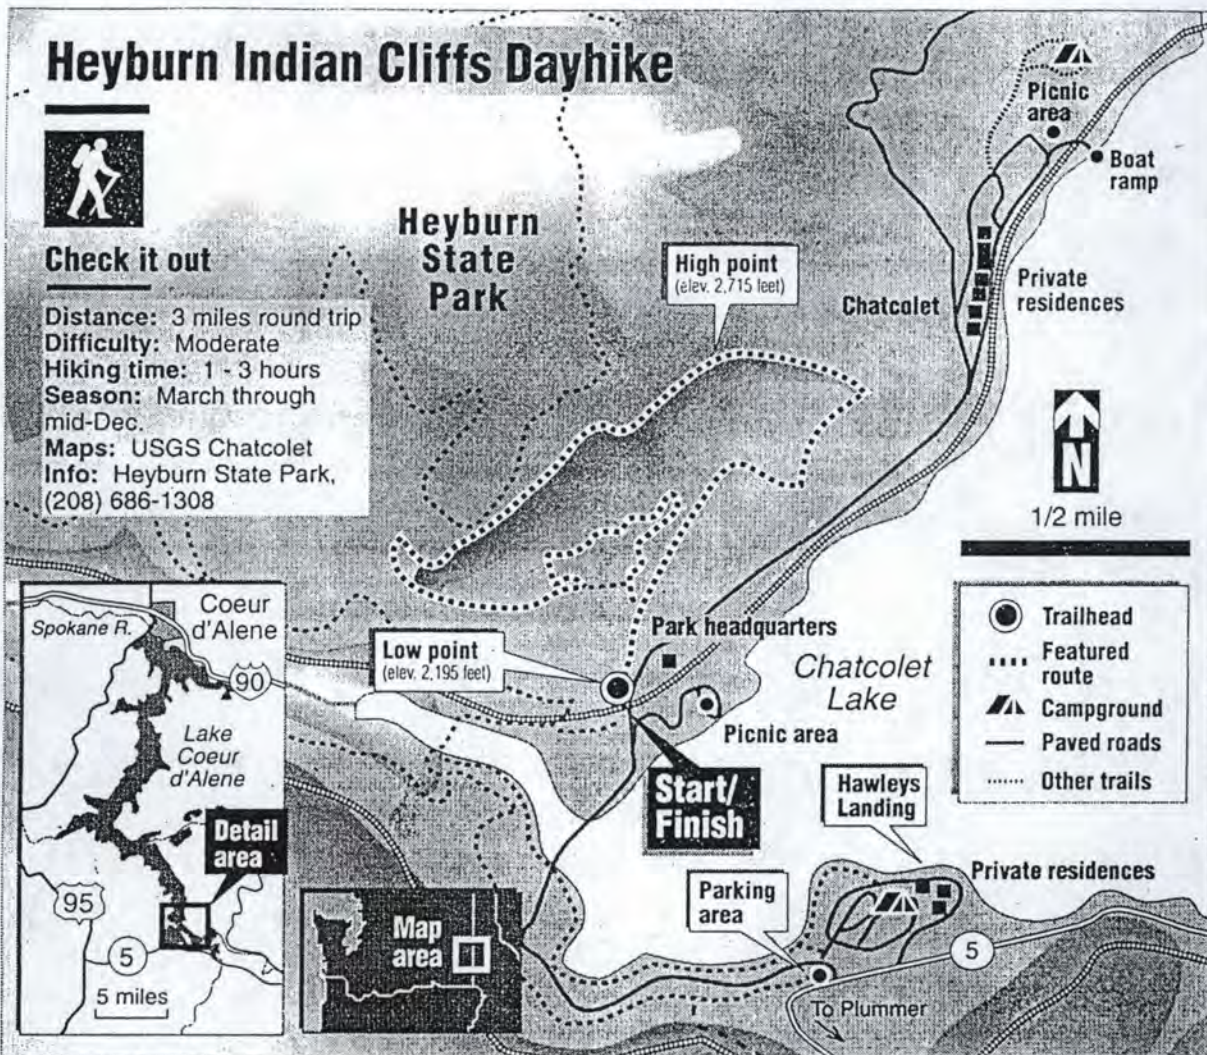 Heyburn Indian Cliffs Dayhike
Check it out
Distance: 3 miles round trip
Difficulty: Moderate
Hiking time: 1 - 3 hours
Season: March through
mid-Dec.
Maps: USGS Chatcolet
Info: Heyburn State Park,
(208) 686-1308
Heyburn
State
Park
High point
(elev. 2,715 feet)
Picnic
area
Boat
ramp
Chatcolet
Private
residences
N
1/2 mile
Trailhead
Featured
route
Campground
Paved roads
Other trails
Low point
(elev. 2,195 feet)
Park headquarters
Chatcolet
Lake
Picnic area
Start/
Finish
Hawleys
Landing
Private residences
Parking
area
5
To Plummer
Spokane R.
Coeur
d'Alene
90
Lake
Coeur
d'Alene
Detail
area
95
5
5 miles
Map
area